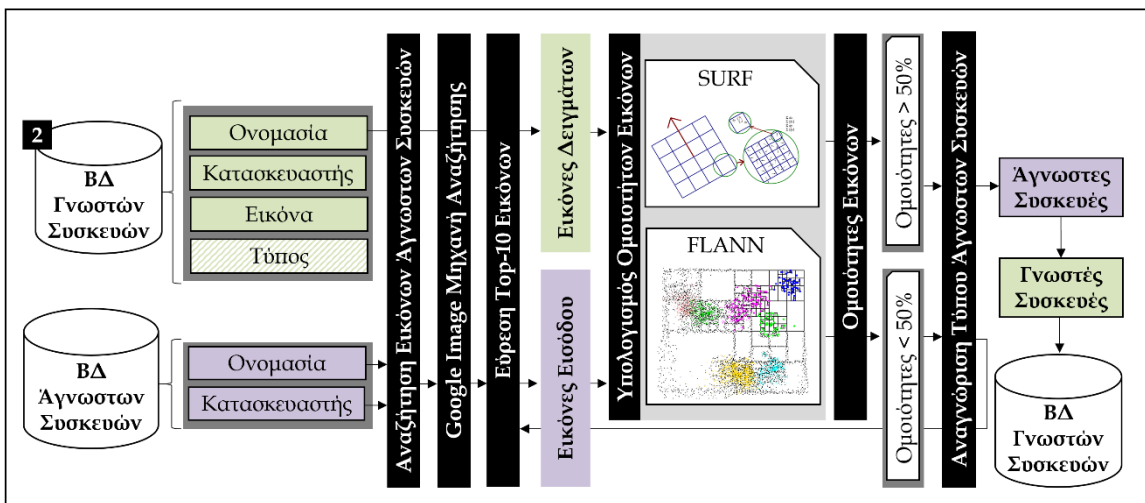 2
ΒΔ
Γνωστών
Συσκευών
Ονομασία
Κατασκευαστής
Εικόνα
Τύπος
ΒΔ
Άγνωστων
Συσκευών
Ονομασία
Κατασκευαστής
Αναζήτηση Εικόνων Άγνωστων Συσκευών
Google Image Μηχανή Αναζήτησης
Εύρεση Top-10 Εικόνων
Εικόνες Δειγμάτων
Εικόνες Εισόδου
Υπολογισμός Ομοιοτήτων Εικόνων
SURF
FLANN
Ομοιότητες Εικόνων
Ομοιότητες > 50%
Ομοιότητες < 50%
Αναγνώριση Τύπου Άγνωστων Συσκευών
Άγνωστες
Συσκευές
Γνωστές
Συσκευές
ΒΔ
Γνωστών
Συσκευών